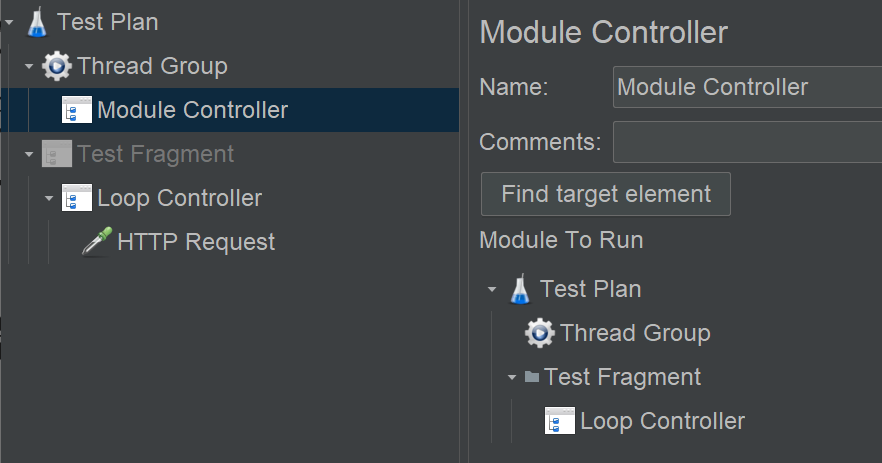 Test Plan
Thread Group
Module Controller
Test Fragment
Loop Controller
HTTP Request
Module Controller
Name: Module Controller
Comments:
Find target element
Module To Run
Test Plan
Thread Group
Test Fragment
Loop Controller